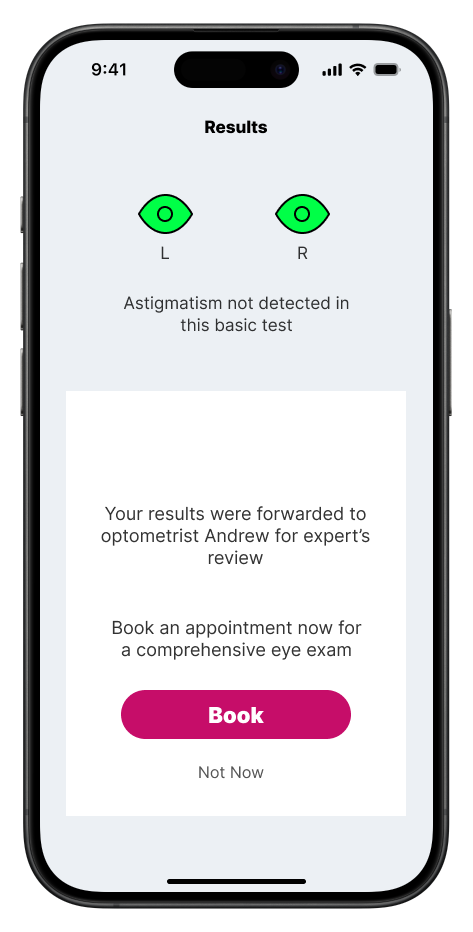 9:41
Results
L
R
Astigmatism not detected in
this basic test
Your results were forwarded to
optometrist Andrew for expert’s
review
Book an appointment now for
a comprehensive eye exam
Book
Not Now